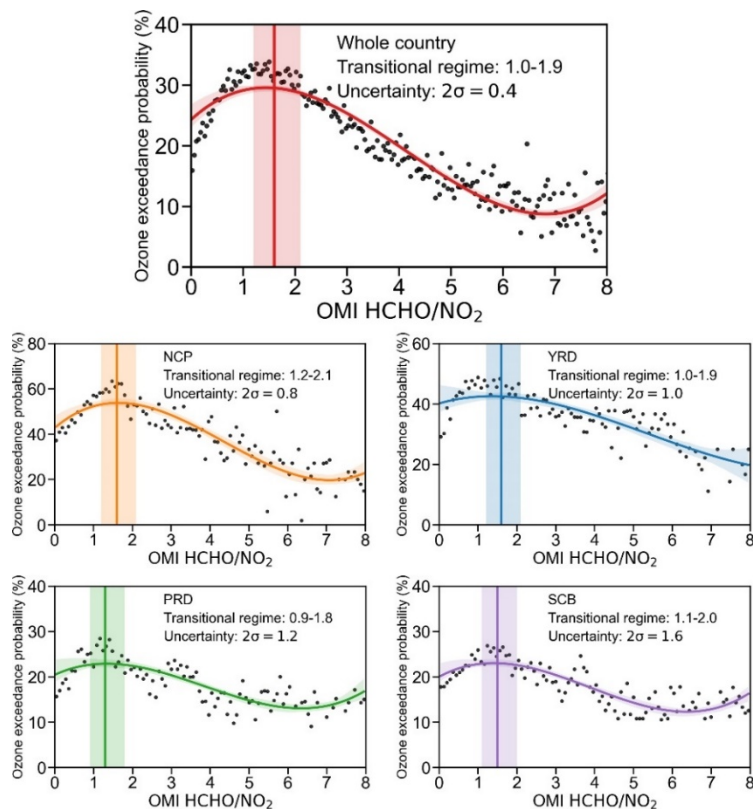 Ozone exceedance probability (%)
40
30
20
10
0
Whole country
Transitional regime: 1.0-1.9
Uncertainty: 2σ = 0.4
0 1 2 3 4 5 6 7 8
OMI HCHO/NO₂
Ozone exceedance probability (%)
80
60
40
20
0
NCP
Transitional regime: 1.2-2.1
Uncertainty: 2σ = 0.8
0 1 2 3 4 5 6 7 8
OMI HCHO/NO₂
Ozone exceedance probability (%)
60
40
20
0
YRD
Transitional regime: 1.0-1.9
Uncertainty: 2σ = 1.0
0 1 2 3 4 5 6 7 8
OMI HCHO/NO₂
Ozone exceedance probability (%)
40
30
20
10
0
PRD
Transitional regime: 0.9-1.8
Uncertainty: 2σ = 1.2
0 1 2 3 4 5 6 7 8
OMI HCHO/NO₂
Ozone exceedance probability (%)
40
30
20
10
0
SCB
Transitional regime: 1.1-2.0
Uncertainty: 2σ = 1.6
0 1 2 3 4 5 6 7 8
OMI HCHO/NO₂